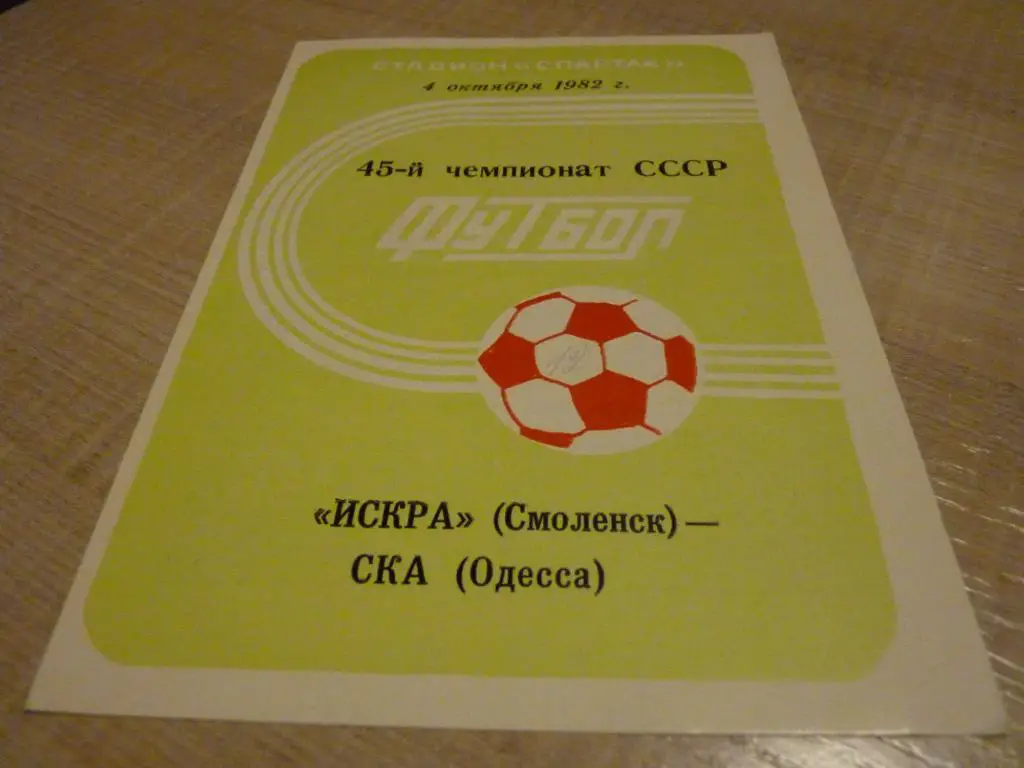 СТАДИОН «СПАРТАК»
4 октября 1982 г.
45-й чемпионат СССР
ФУТБОЛ
«ИСКРА» (Смоленск) —
СКА (Одесса)